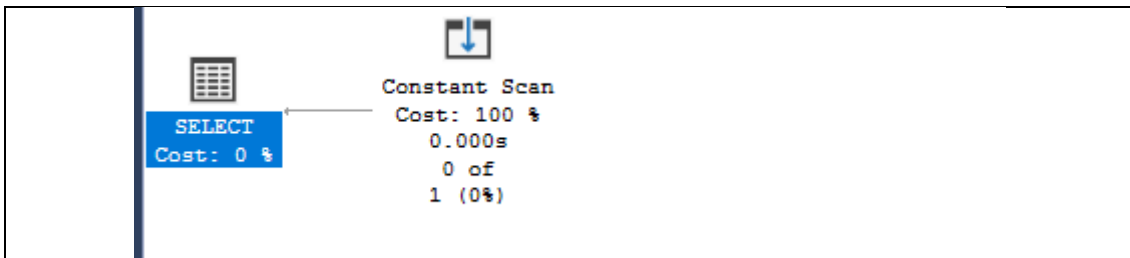 Constant Scan
Cost: 100 %
0.000s
0 of
1 (0%)
SELECT
Cost: 0 %